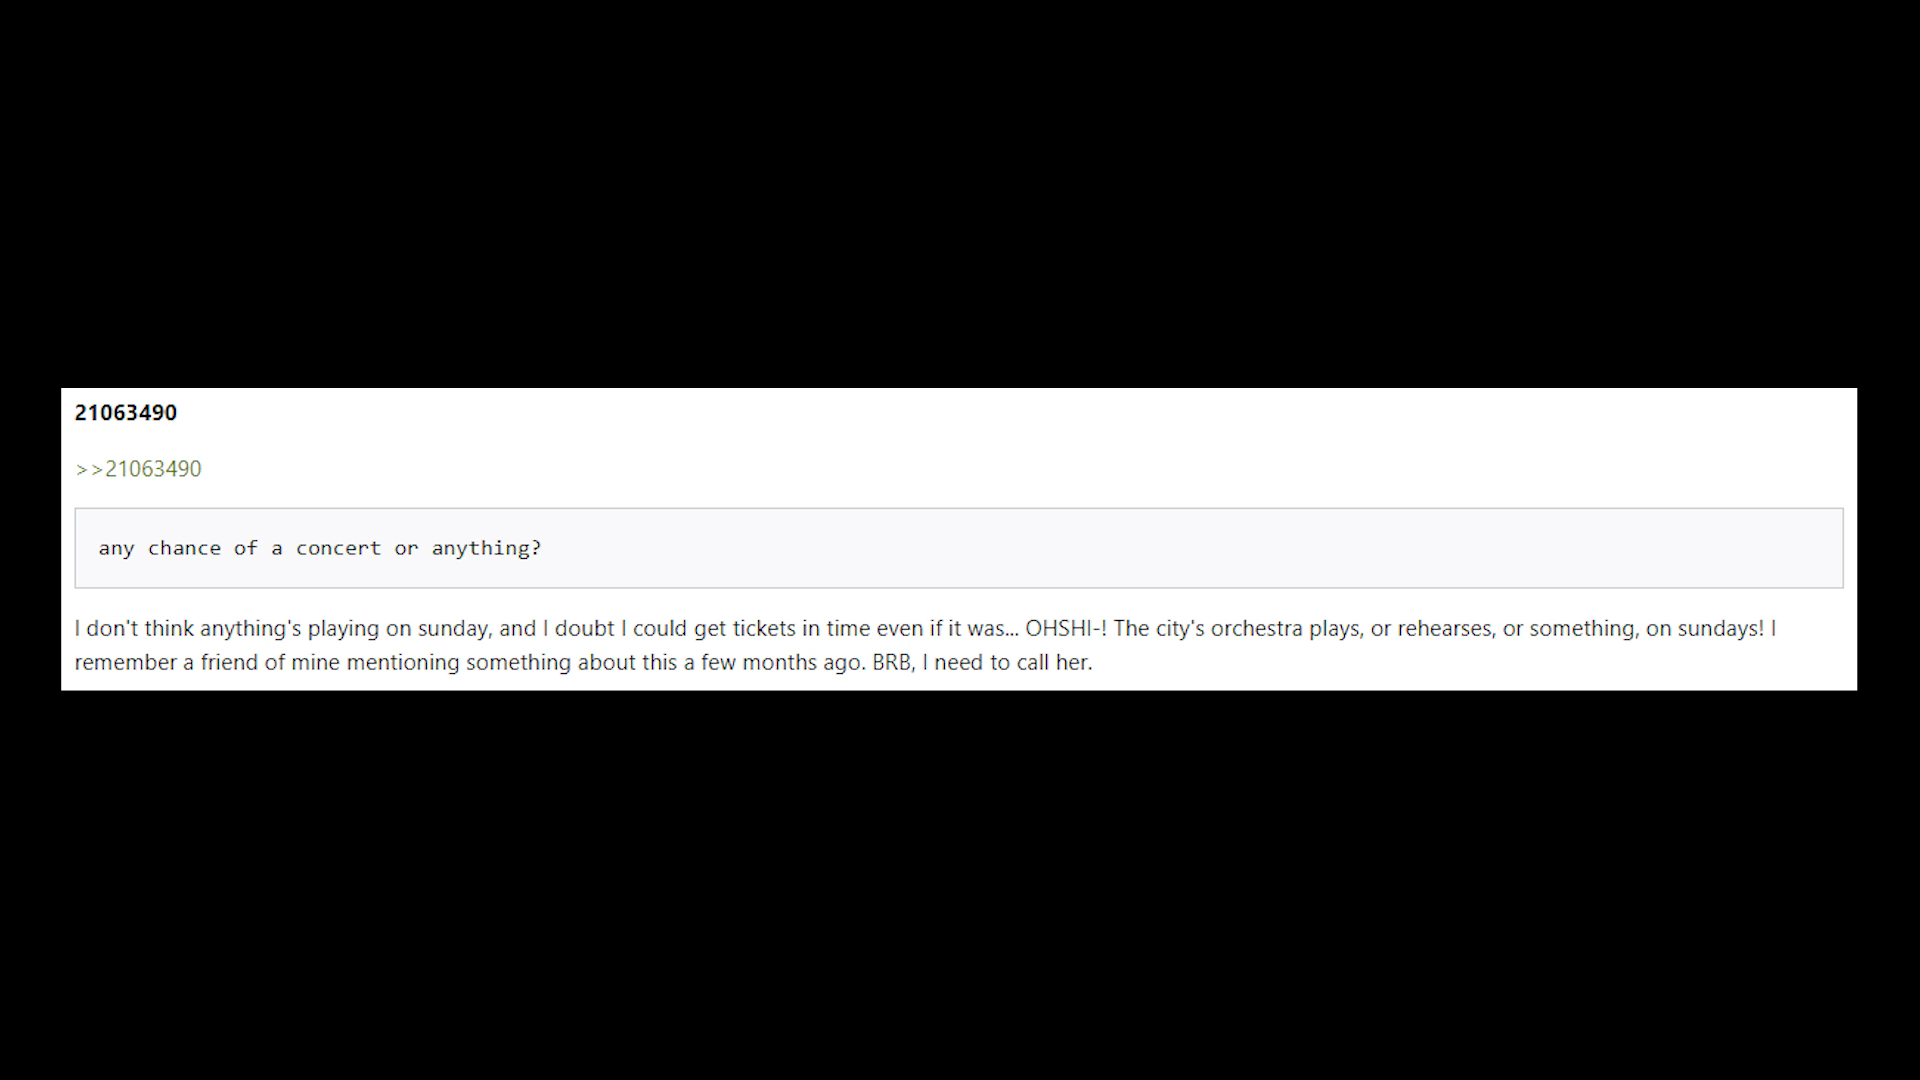 21063490
>>21063490
any chance of a concert or anything?
I don't think anything's playing on sunday, and I doubt I could get tickets in time even if it was... OHSHI-! The city's orchestra plays, or rehearses, or something, on sundays! I
remember a friend of mine mentioning something about this a few months ago. BRB, I need to call her.